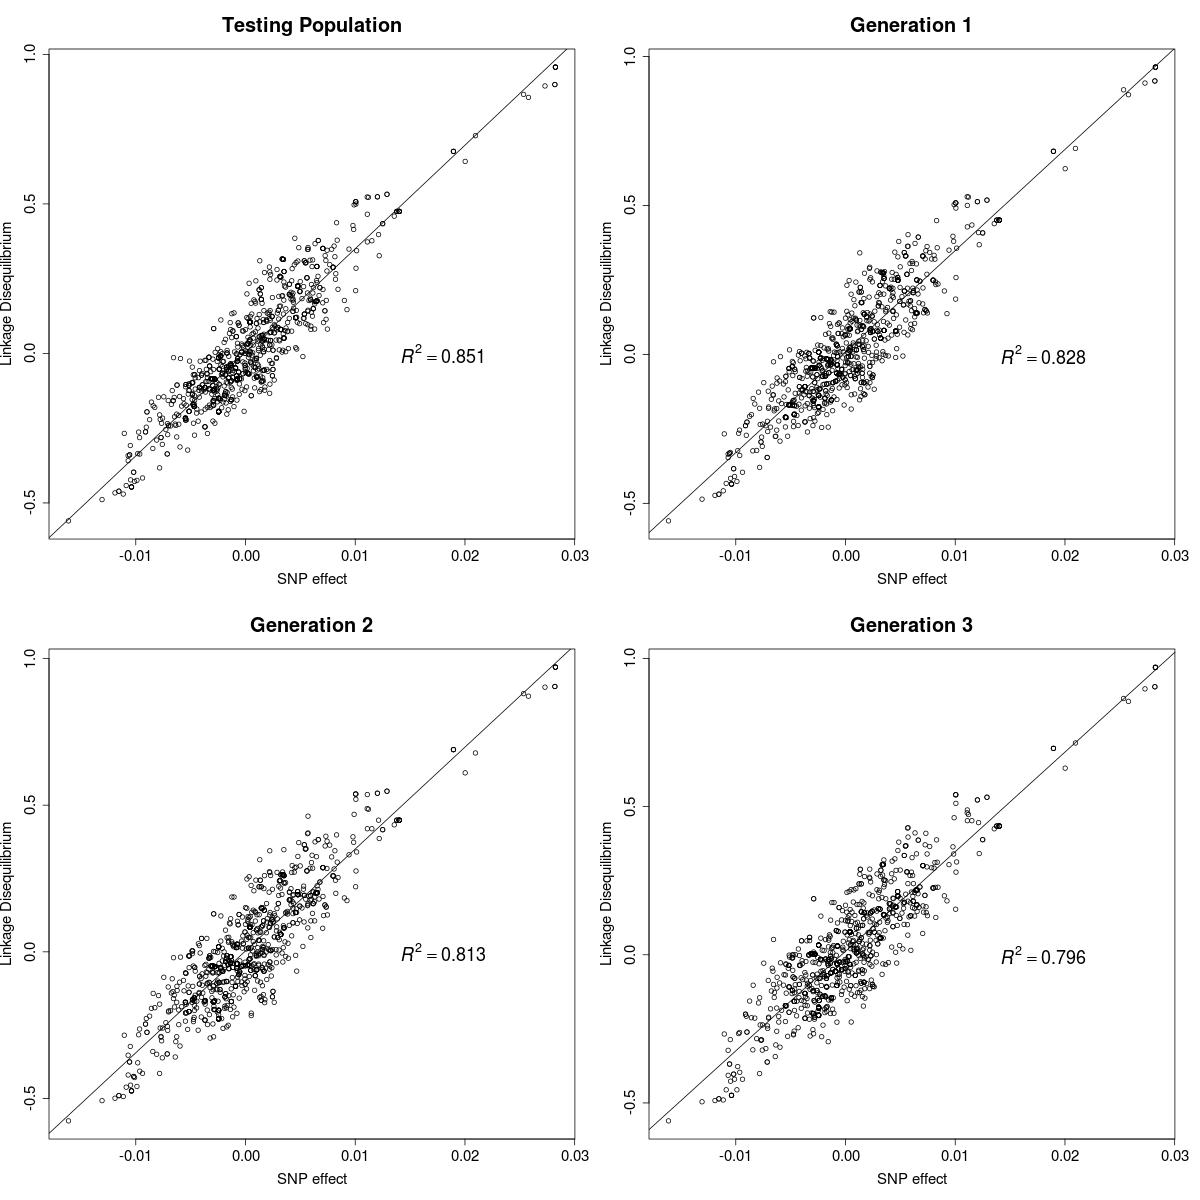 Testing Population
1.0
0.5
0.0
-0.5
Linkage Disequilibrium
R² = 0.851
-0.01 0.00 0.01 0.02 0.03
SNP effect
Generation 1
1.0
0.5
0.0
-0.5
Linkage Disequilibrium
R² = 0.828
-0.01 0.00 0.01 0.02 0.03
SNP effect
Generation 2
1.0
0.5
0.0
-0.5
Linkage Disequilibrium
R² = 0.813
-0.01 0.00 0.01 0.02 0.03
SNP effect
Generation 3
1.0
0.5
0.0
-0.5
Linkage Disequilibrium
R² = 0.796
-0.01 0.00 0.01 0.02 0.03
SNP effect